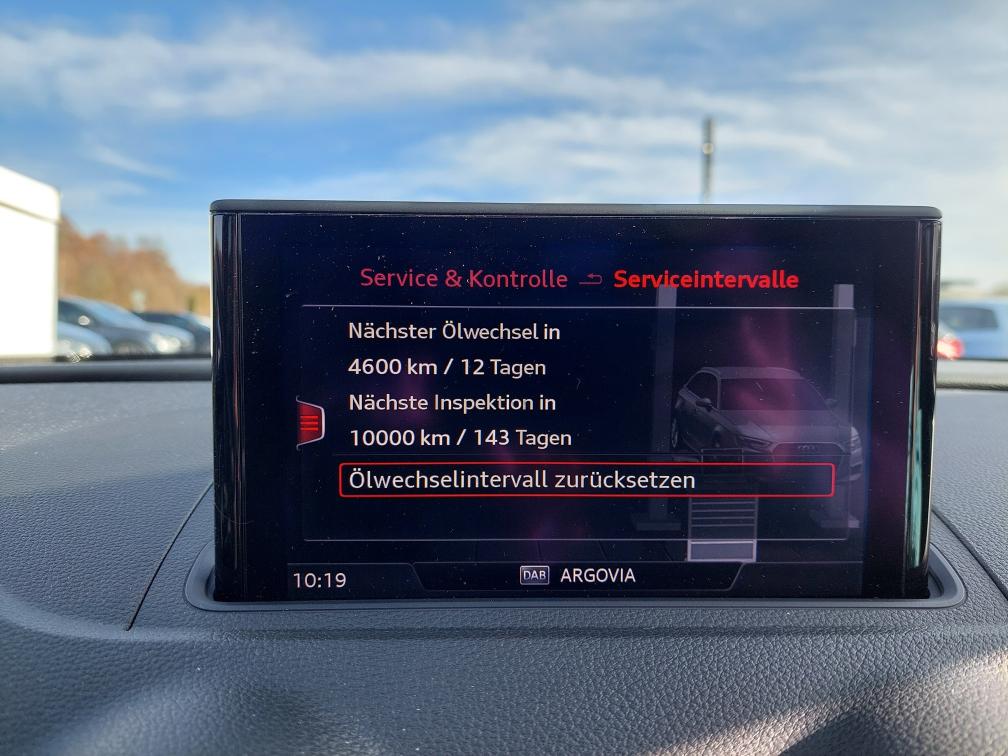 Service & Kontrolle Serviceintervalle
Nächster Ölwechsel in
4600 km / 12 Tagen
Nächste Inspektion in
10000 km / 143 Tagen
Ölwechselintervall zurücksetzen
10:19 DAB ARGOVIA